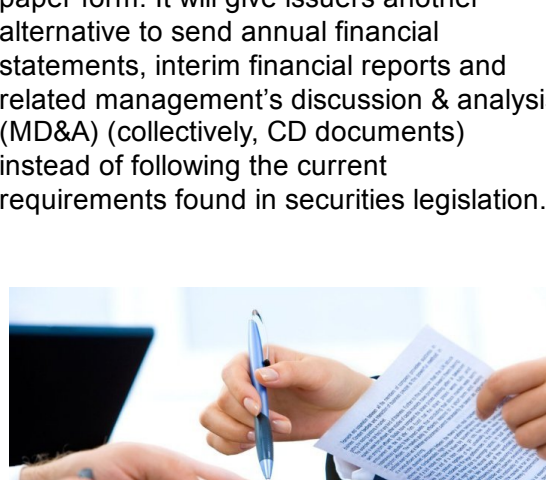 paper form. It will give issuers another
alternative to send annual financial
statements, interim financial reports and
related management’s discussion & analysi
(MD&A) (collectively, CD documents)
instead of following the current
requirements found in securities legislation.